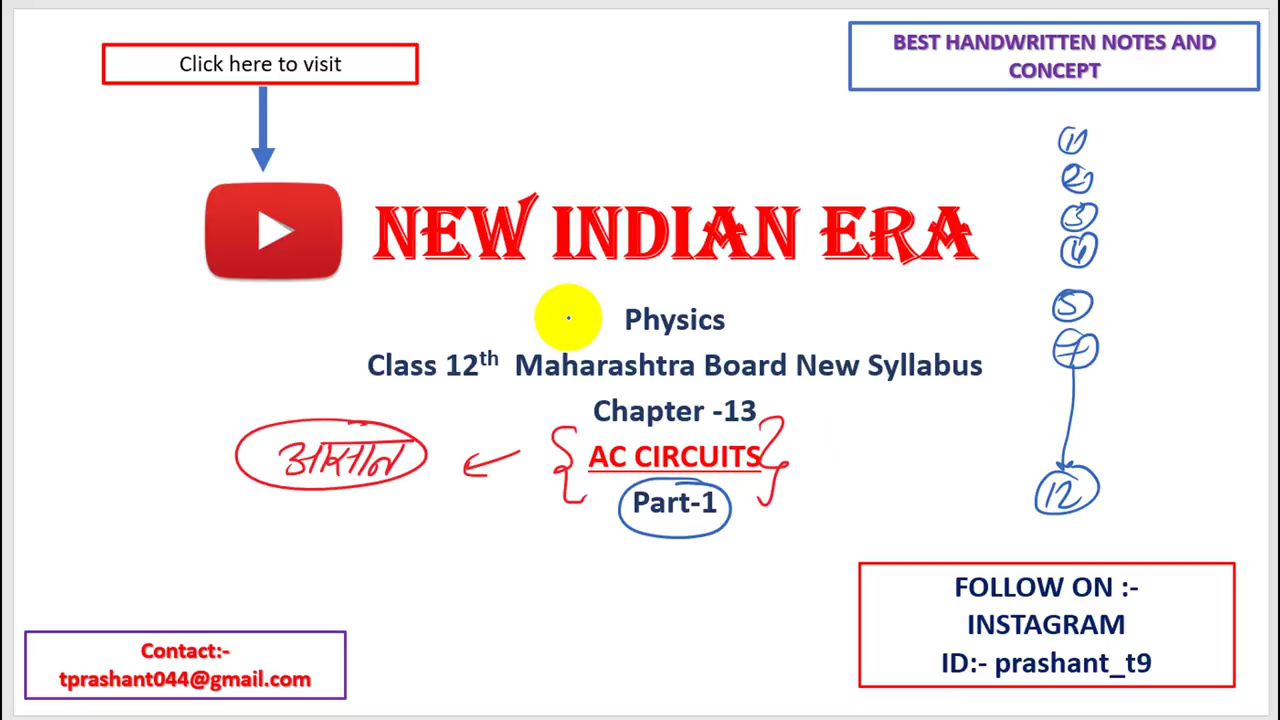 Click here to visit
BEST HANDWRITTEN NOTES AND
CONCEPT
1
2
3
4
5
7
12
NEW INDIAN ERA
Physics
Class 12th Maharashtra Board New Syllabus
Chapter -13
आसान
AC CIRCUITS
Part-1
FOLLOW ON :-
INSTAGRAM
ID:- prashant_t9
Contact:-
tprashant044@gmail.com